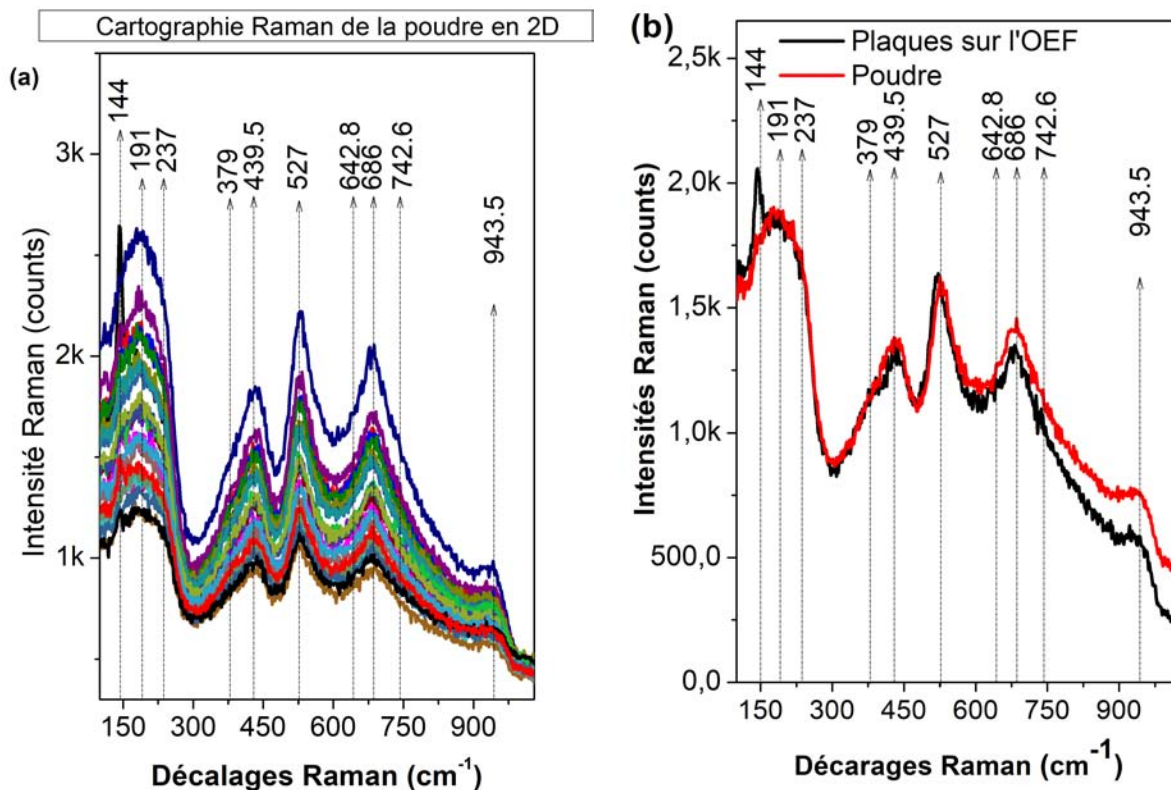 Cartographie Raman de la poudre en 2D
(a)
144
191
237
379
439.5
527
642.8
686
742.6
943.5
3k
2k
1k
Intensité Raman (counts)
150 300 450 600 750 900
Décalages Raman (cm-1)
(b)
Plaques sur l'OEF
Poudre
144
191
237
379
439.5
527
642.8
686
742.6
943.5
2,5k
2,0k
1,5k
1,0k
500,0
0,0
Intensités Raman (counts)
150 300 450 600 750 900
Décarages Raman (cm-1)